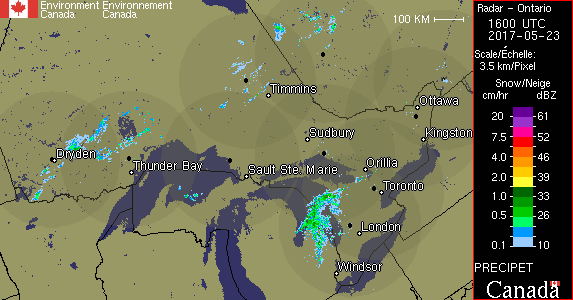 Environment Environnement
Canada Canada
100 KM
Timmins
Ottawa
Sudbury
Kingston
Dryden
Thunder Bay
Sault Ste. Marie
Orillia
Toronto
London
Windsor
Radar - Ontario
1600 UTC
2017-05-23
Scale/Échelle:
3.5 km/Pixel
Snow/Neige
cm/hr dBZ
20 61
7.5 52
4.0 46
2.0 39
1.0 33
0.5 26
0.1 10
PRECIPET
Canada